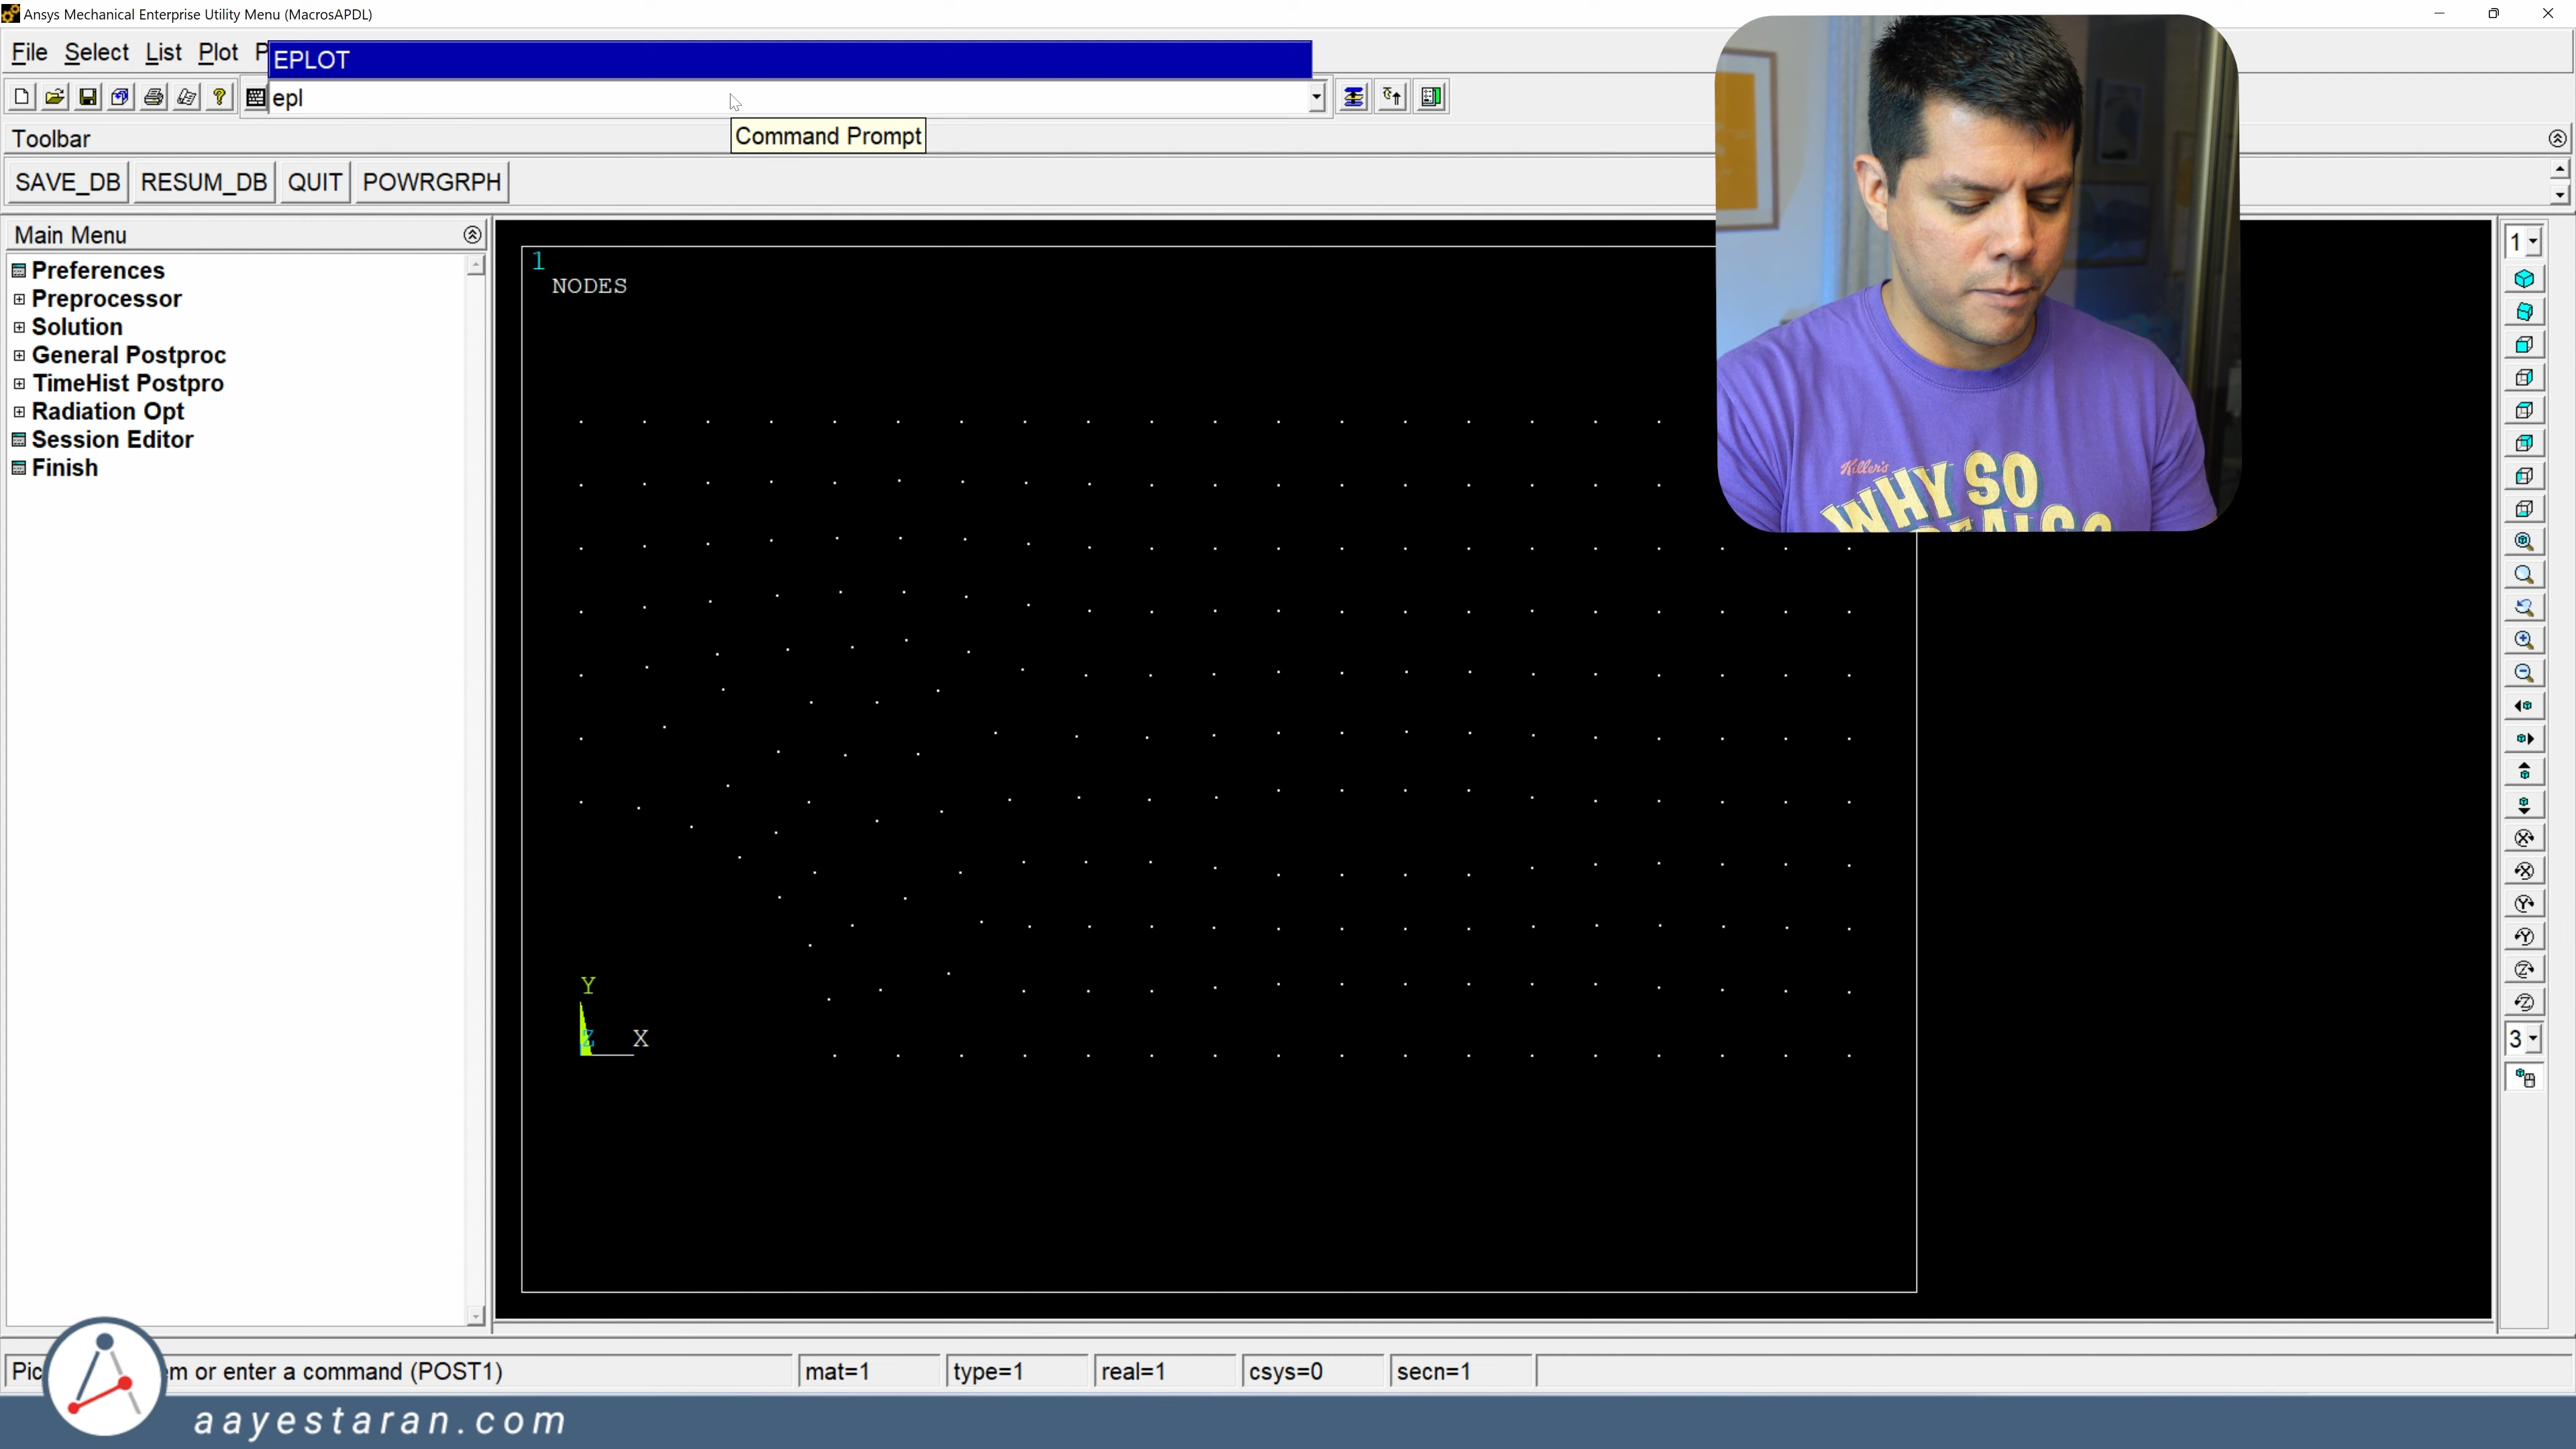 Ansys Mechanical Enterprise Utility Menu (MacrosAPDL)
File Select List Plot P
EPLOT
epl
Command Prompt
Toolbar
SAVE_DB RESUM_DB QUIT POWRGRPH
Main Menu
Preferences
Preprocessor
Solution
General Postproc
TimeHist Postpro
Radiation Opt
Session Editor
Finish
1
NODES
Y
Z X
1
3
Killer's
WHY SO
Pic m or enter a command (POST1) mat=1 type=1 real=1 csys=0 secn=1
aayestaran.com